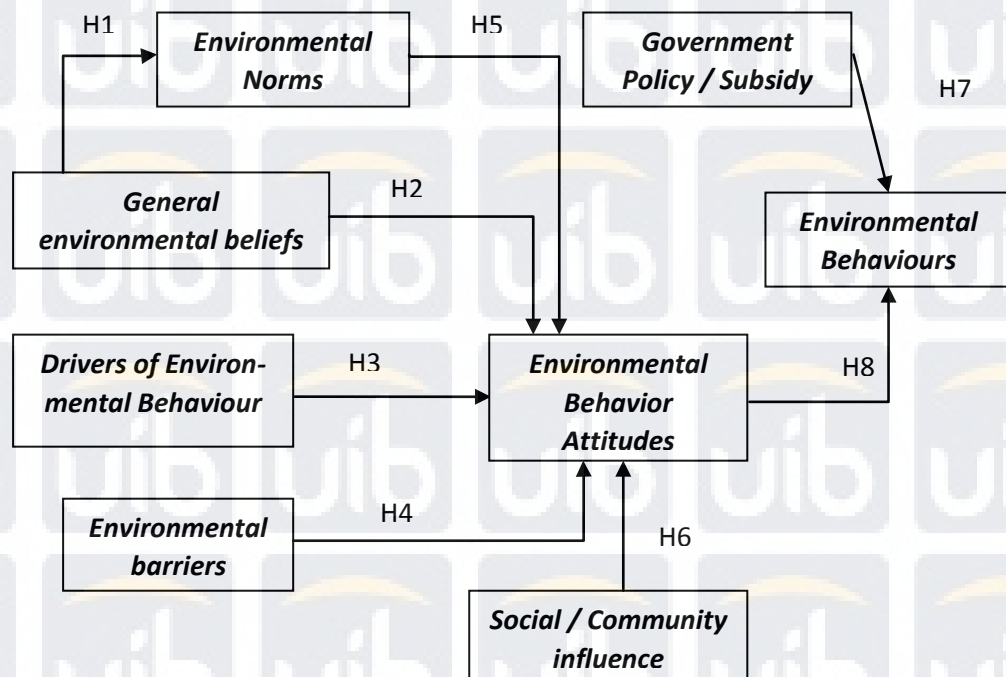 H1
Environmental
Norms
H5
Government
Policy / Subsidy
H7
General
environmental beliefs
H2
Environmental
Behaviours
Drivers of Environ-
mental Behaviour
H3
Environmental
Behavior
Attitudes
H8
Environmental
barriers
H4
H6
Social / Community
influence
uib